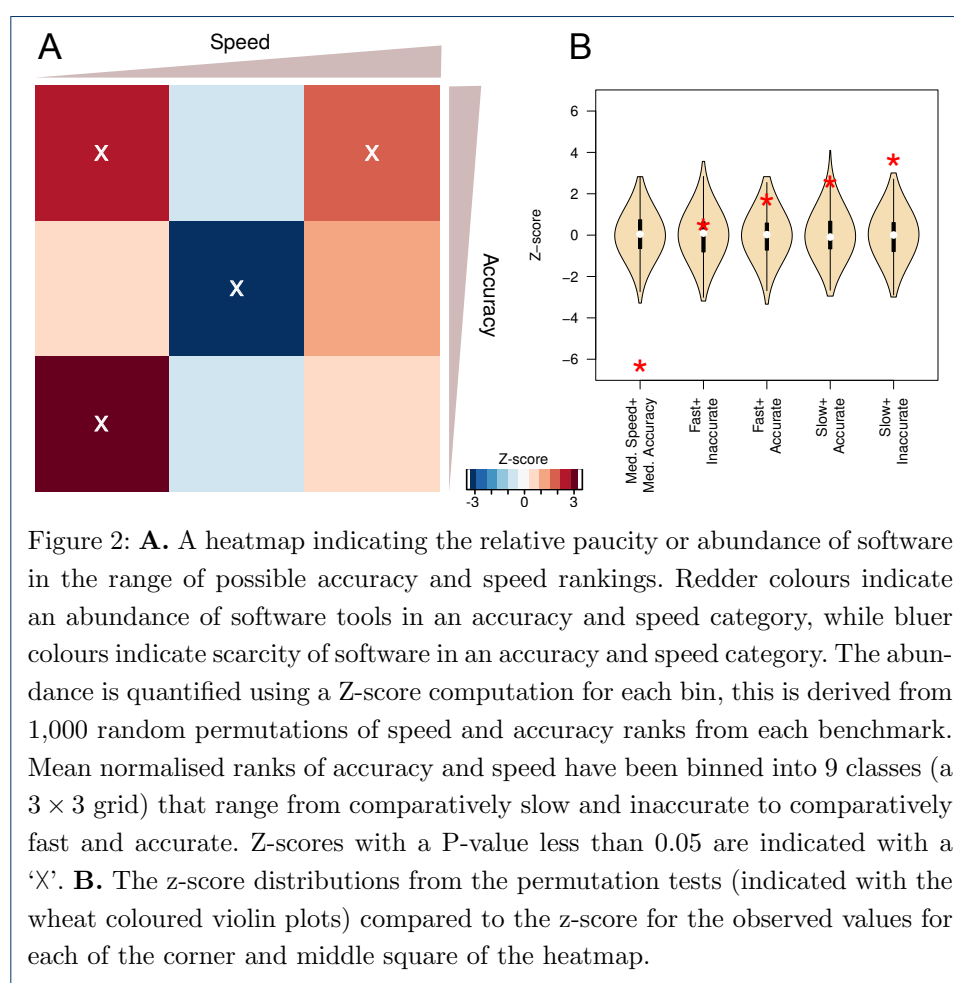 A
Speed
X
X
X
X
Accuracy
Z-score
-3
0
3
B
Z−score
6
4
2
0
−2
−4
−6
Med. Speed+
Med. Accuracy
Fast+
Inaccurate
Fast+
Accurate
Slow+
Accurate
Slow+
Inaccurate
Figure 2: A. A heatmap indicating the relative paucity or abundance of software
in the range of possible accuracy and speed rankings. Redder colours indicate
an abundance of software tools in an accuracy and speed category, while bluer
colours indicate scarcity of software in an accuracy and speed category. The abun-
dance is quantified using a Z-score computation for each bin, this is derived from
1,000 random permutations of speed and accuracy ranks from each benchmark.
Mean normalised ranks of accuracy and speed have been binned into 9 classes (a
3 × 3 grid) that range from comparatively slow and inaccurate to comparatively
fast and accurate. Z-scores with a P-value less than 0.05 are indicated with a
‘X’. B. The z-score distributions from the permutation tests (indicated with the
wheat coloured violin plots) compared to the z-score for the observed values for
each of the corner and middle square of the heatmap.